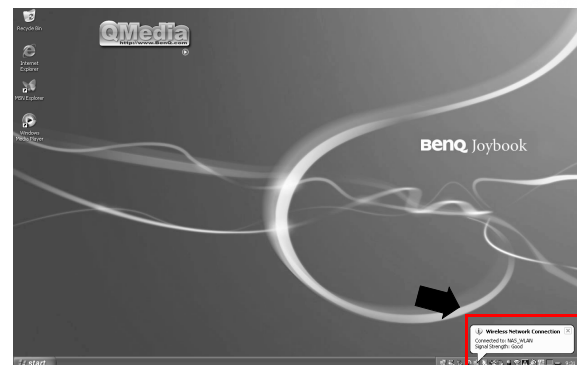 Recycle Bin
QMedia
http://www.BenQ.com
Internet
Explorer
MSN Explorer
Windows
Media Player
BenQ Joybook
Wireless Network Connection
Connected to: NAS_WLAN
Signal Strength: Good
start